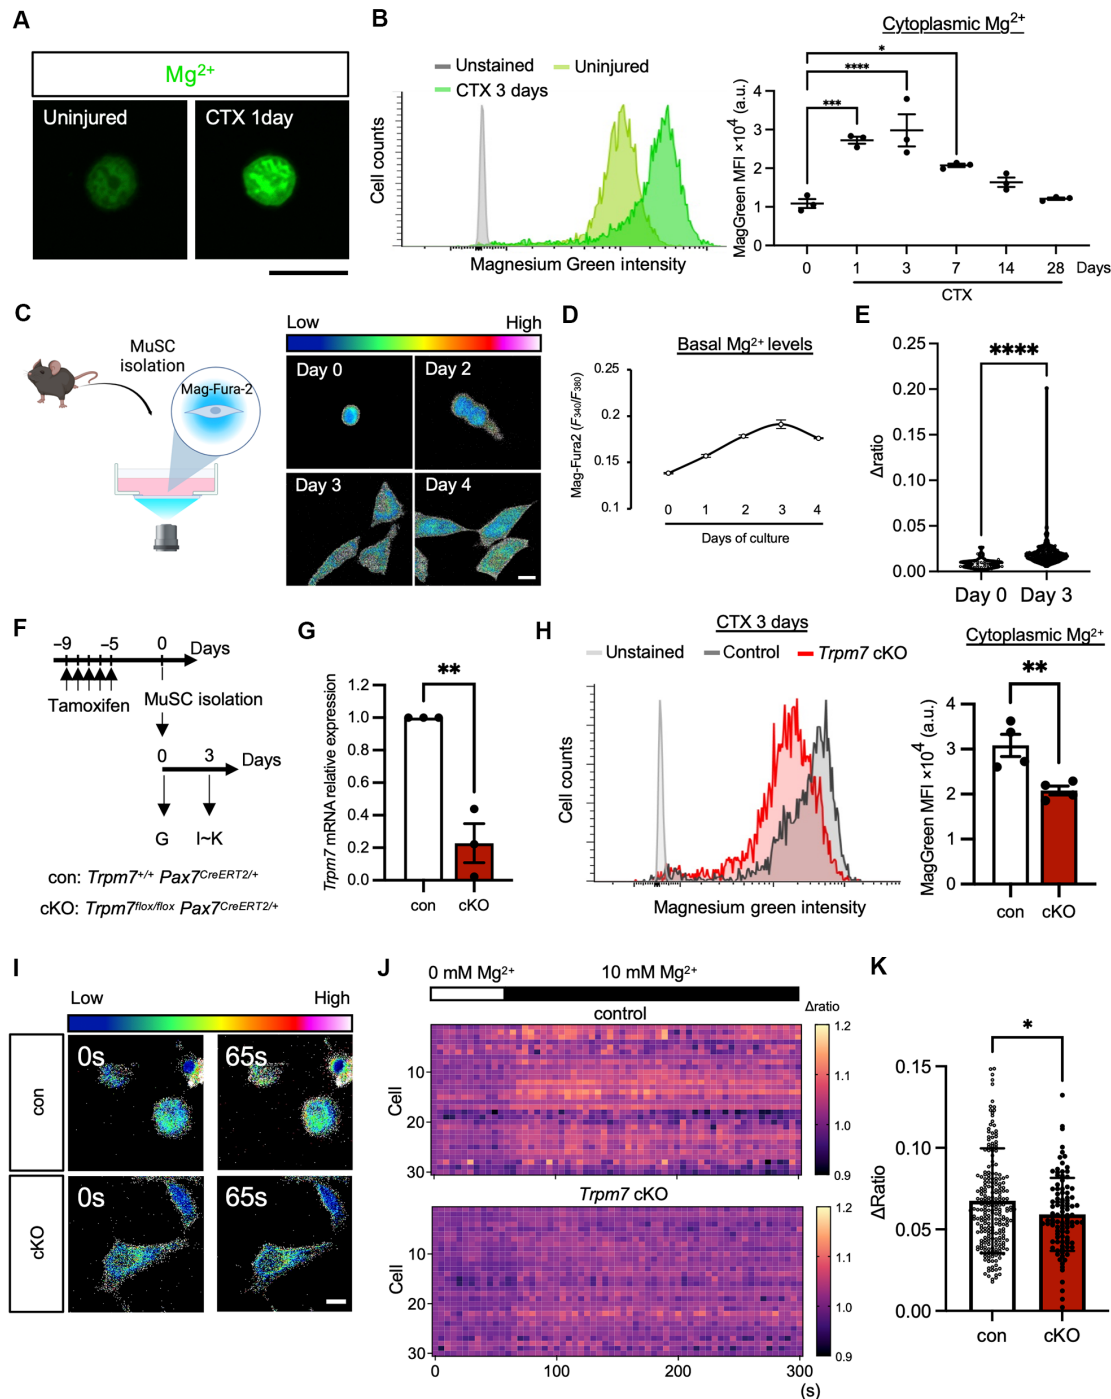 A
Mg2+
Uninjured
CTX 1day
B
Unstained
Uninjured
CTX 3 days
Cell counts
Magnesium Green intensity
Cytoplasmic Mg2+
*
****
***
MagGreen MFI ×10^4 (a.u.)
4
3
2
1
0
0 1 3 7 14 28 Days
CTX
C
MuSC
isolation
Mag-Fura-2
Low High
Day 0
Day 2
Day 3
Day 4
D
Basal Mg2+ levels
Mag-Fura2 (F340/F380)
0.25
0.2
0.15
0.1
0 1 2 3 4
Days of culture
E
****
Δratio
0.25
0.20
0.15
0.10
0.05
0.00
Day 0 Day 3
F
–9 –5 0 Days
Tamoxifen
MuSC isolation
0 3 Days
G I~K
con: Trpm7+/+ Pax7CreERT2/+
cKO: Trpm7flox/flox Pax7CreERT2/+
G
**
Trpm7 mRNA relative expression
1.2
1.0
0.8
0.6
0.4
0.2
0.0
con cKO
H
CTX 3 days
Unstained Control Trpm7 cKO
Cell counts
Magnesium green intensity
Cytoplasmic Mg2+
**
MagGreen MFI ×10^4 (a.u.)
4
3
2
1
0
con cKO
I
Low High
con
0s
65s
cKO
0s
65s
J
0 mM Mg2+ 10 mM Mg2+
control
Δratio
Cell
10
20
30
1.2
1.1
1.0
0.9
Trpm7 cKO
Cell
10
20
30
1.2
1.1
1.0
0.9
0 100 200 300
(s)
K
*
ΔRatio
0.15
0.10
0.05
0.00
con cKO